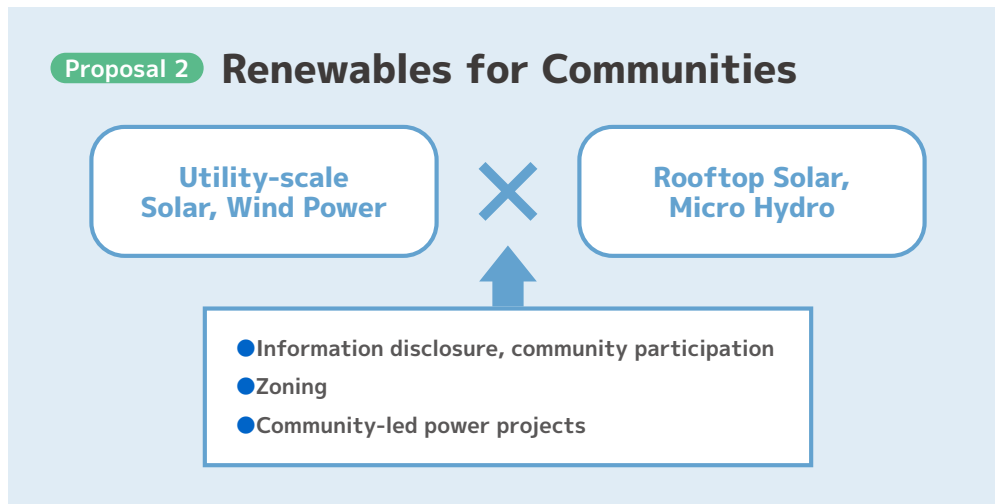 Proposal 2
Renewables for Communities
Utility-scale
Solar, Wind Power
Rooftop Solar,
Micro Hydro
●Information disclosure, community participation
●Zoning
●Community-led power projects